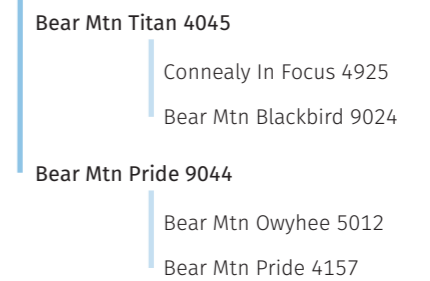 Bear Mtn Titan 4045
Connealy In Focus 4925
Bear Mtn Blackbird 9024
Bear Mtn Pride 9044
Bear Mtn Owyhee 5012
Bear Mtn Pride 4157